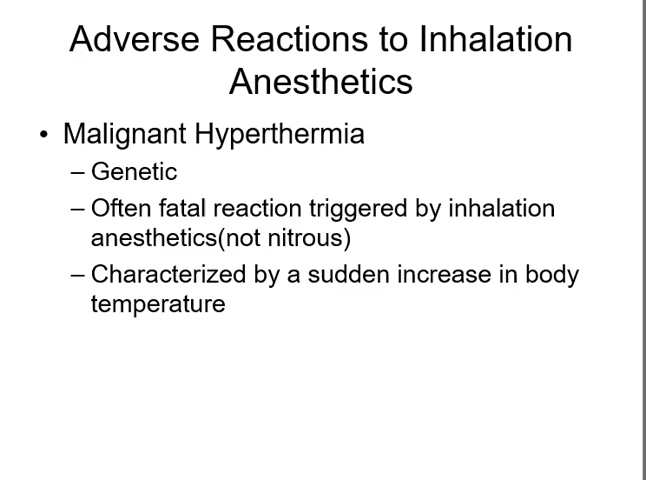 Adverse Reactions to Inhalation
Anesthetics
• Malignant Hyperthermia
– Genetic
– Often fatal reaction triggered by inhalation
anesthetics(not nitrous)
– Characterized by a sudden increase in body
temperature